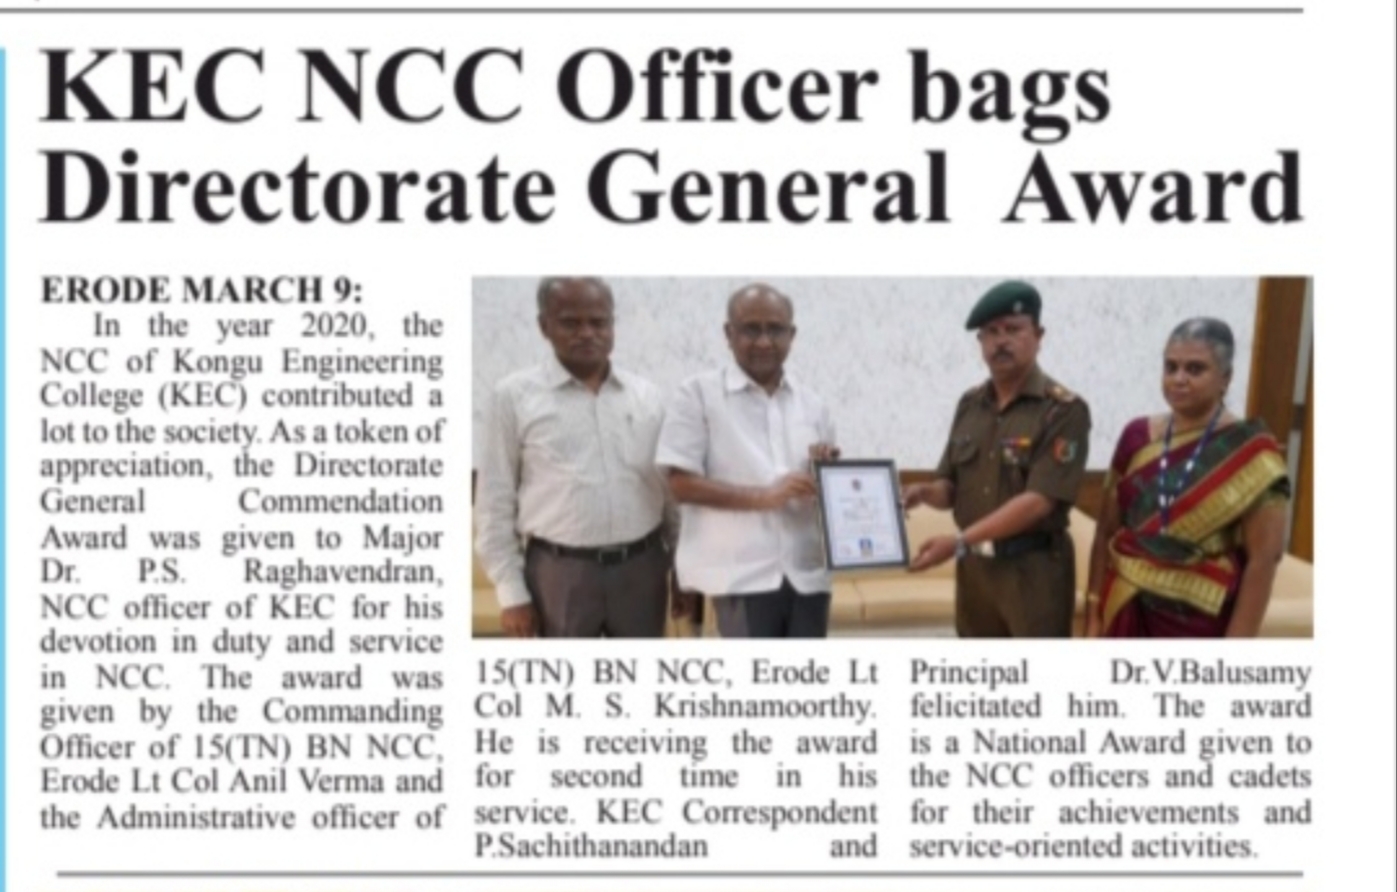 KEC NCC Officer bags
Directorate General Award
ERODE MARCH 9:
In the year 2020, the
NCC of Kongu Engineering
College (KEC) contributed a
lot to the society. As a token of
appreciation, the Directorate
General Commendation
Award was given to Major
Dr. P.S. Raghavendran,
NCC officer of KEC for his
devotion in duty and service
in NCC. The award was
given by the Commanding
Officer of 15(TN) BN NCC,
Erode Lt Col Anil Verma and
the Administrative officer of
15(TN) BN NCC, Erode Lt
Col M. S. Krishnamoorthy.
He is receiving the award
for second time in his
service. KEC Correspondent
P.Sachithanandan and
Principal Dr.V.Balusamy
felicitated him. The award
is a National Award given to
the NCC officers and cadets
for their achievements and
service-oriented activities.